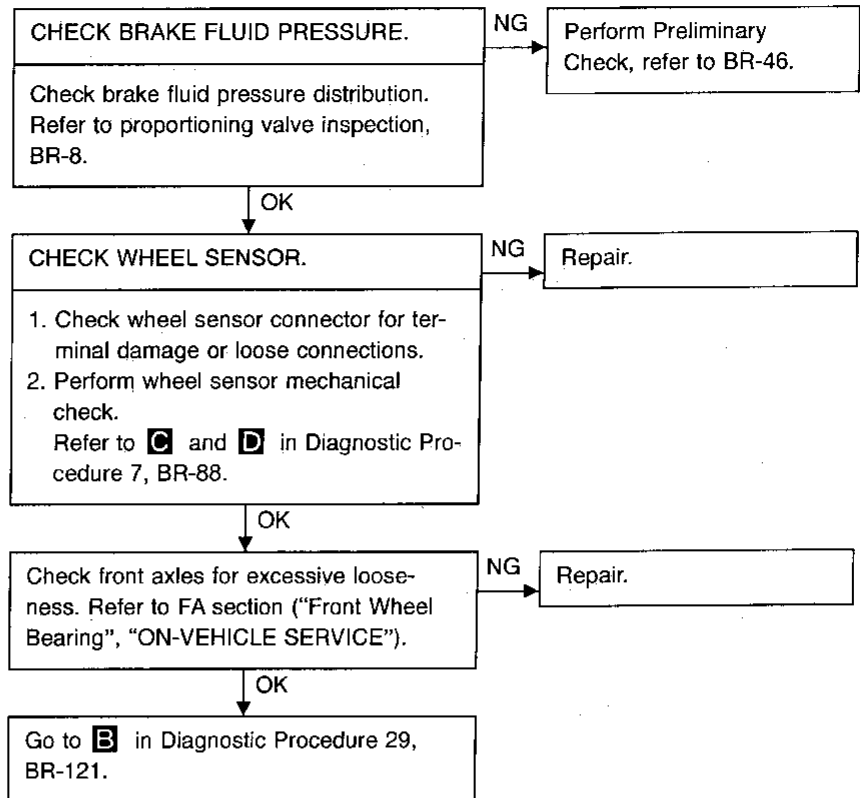 CHECK BRAKE FLUID PRESSURE.
NG
Perform Preliminary
Check, refer to BR-46.
Check brake fluid pressure distribution.
Refer to proportioning valve inspection,
BR-8.
OK
CHECK WHEEL SENSOR.
NG
Repair.
1. Check wheel sensor connector for ter-
minal damage or loose connections.
2. Perform wheel sensor mechanical
check.
Refer to C and D in Diagnostic Pro-
cedure 7, BR-88.
OK
Check front axles for excessive loose-
ness. Refer to FA section (“Front Wheel
Bearing”, “ON-VEHICLE SERVICE”).
NG
Repair.
OK
Go to B in Diagnostic Procedure 29,
BR-121.